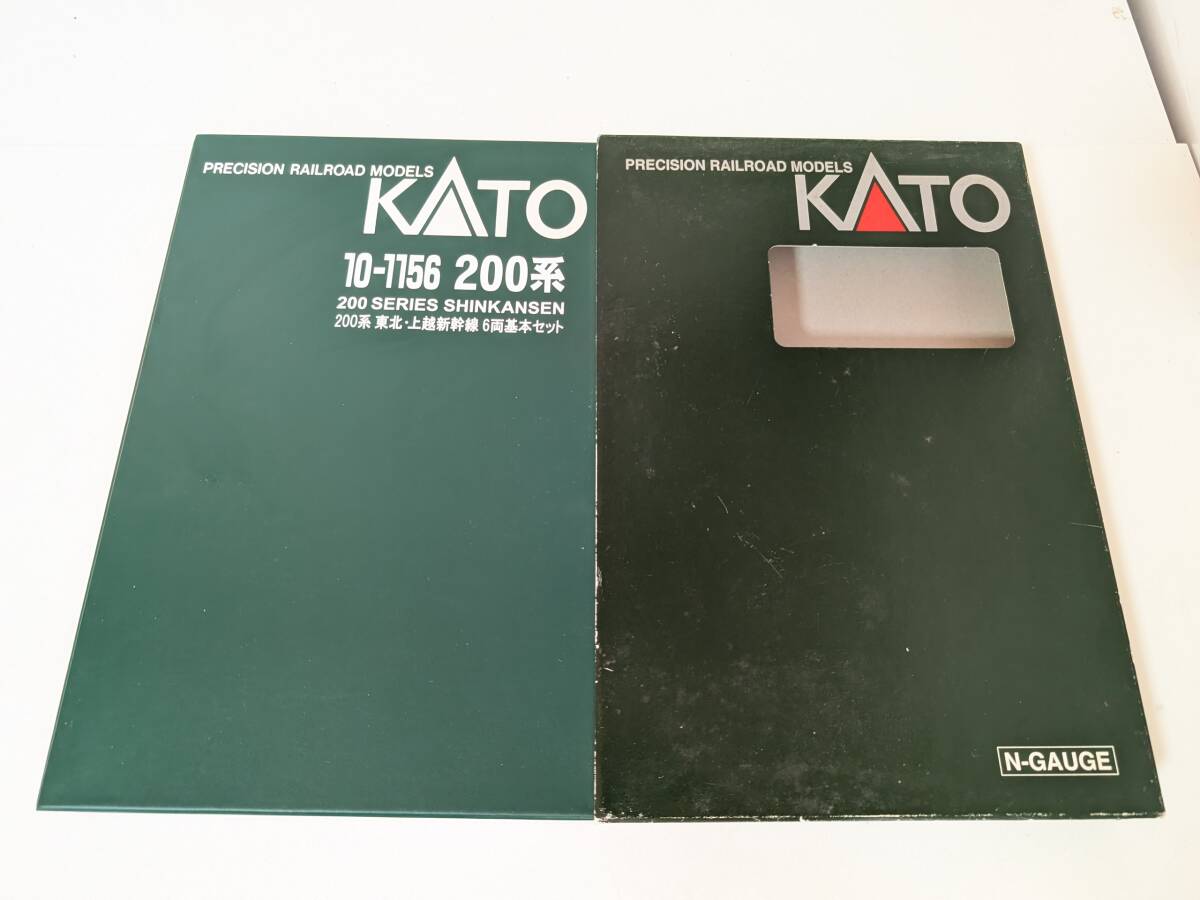 PRECISION RAILROAD MODELS
KATO
10-1156 200系
200 SERIES SHINKANSEN
200系 東北・上越新幹線 6両基本セット
PRECISION RAILROAD MODELS
KATO
N-GAUGE